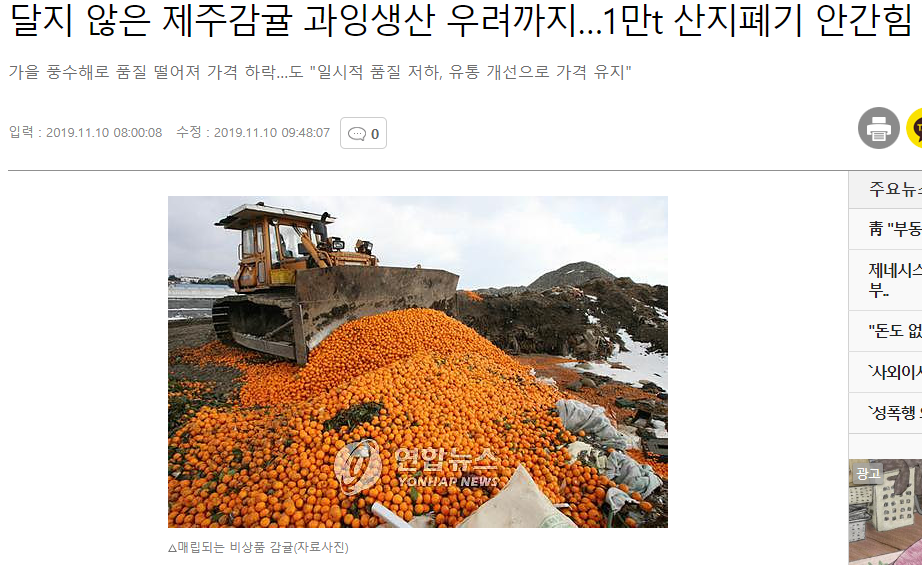 달지 않은 제주감귤 과잉생산 우려까지…1만t 산지폐기 안간힘
가을 풍수해로 품질 떨어져 가격 하락…도 "일시적 품질 저하, 유통 개선으로 가격 유지"
입력 : 2019.11.10 08:00:08 수정 : 2019.11.10 09:48:07 0
주요뉴스
靑 "부동
제네시스
부..
"돈도 없
`사외이사
`성폭행
연합뉴스
YONHAP NEWS
광고
△매립되는 비상품 감귤(자료사진)